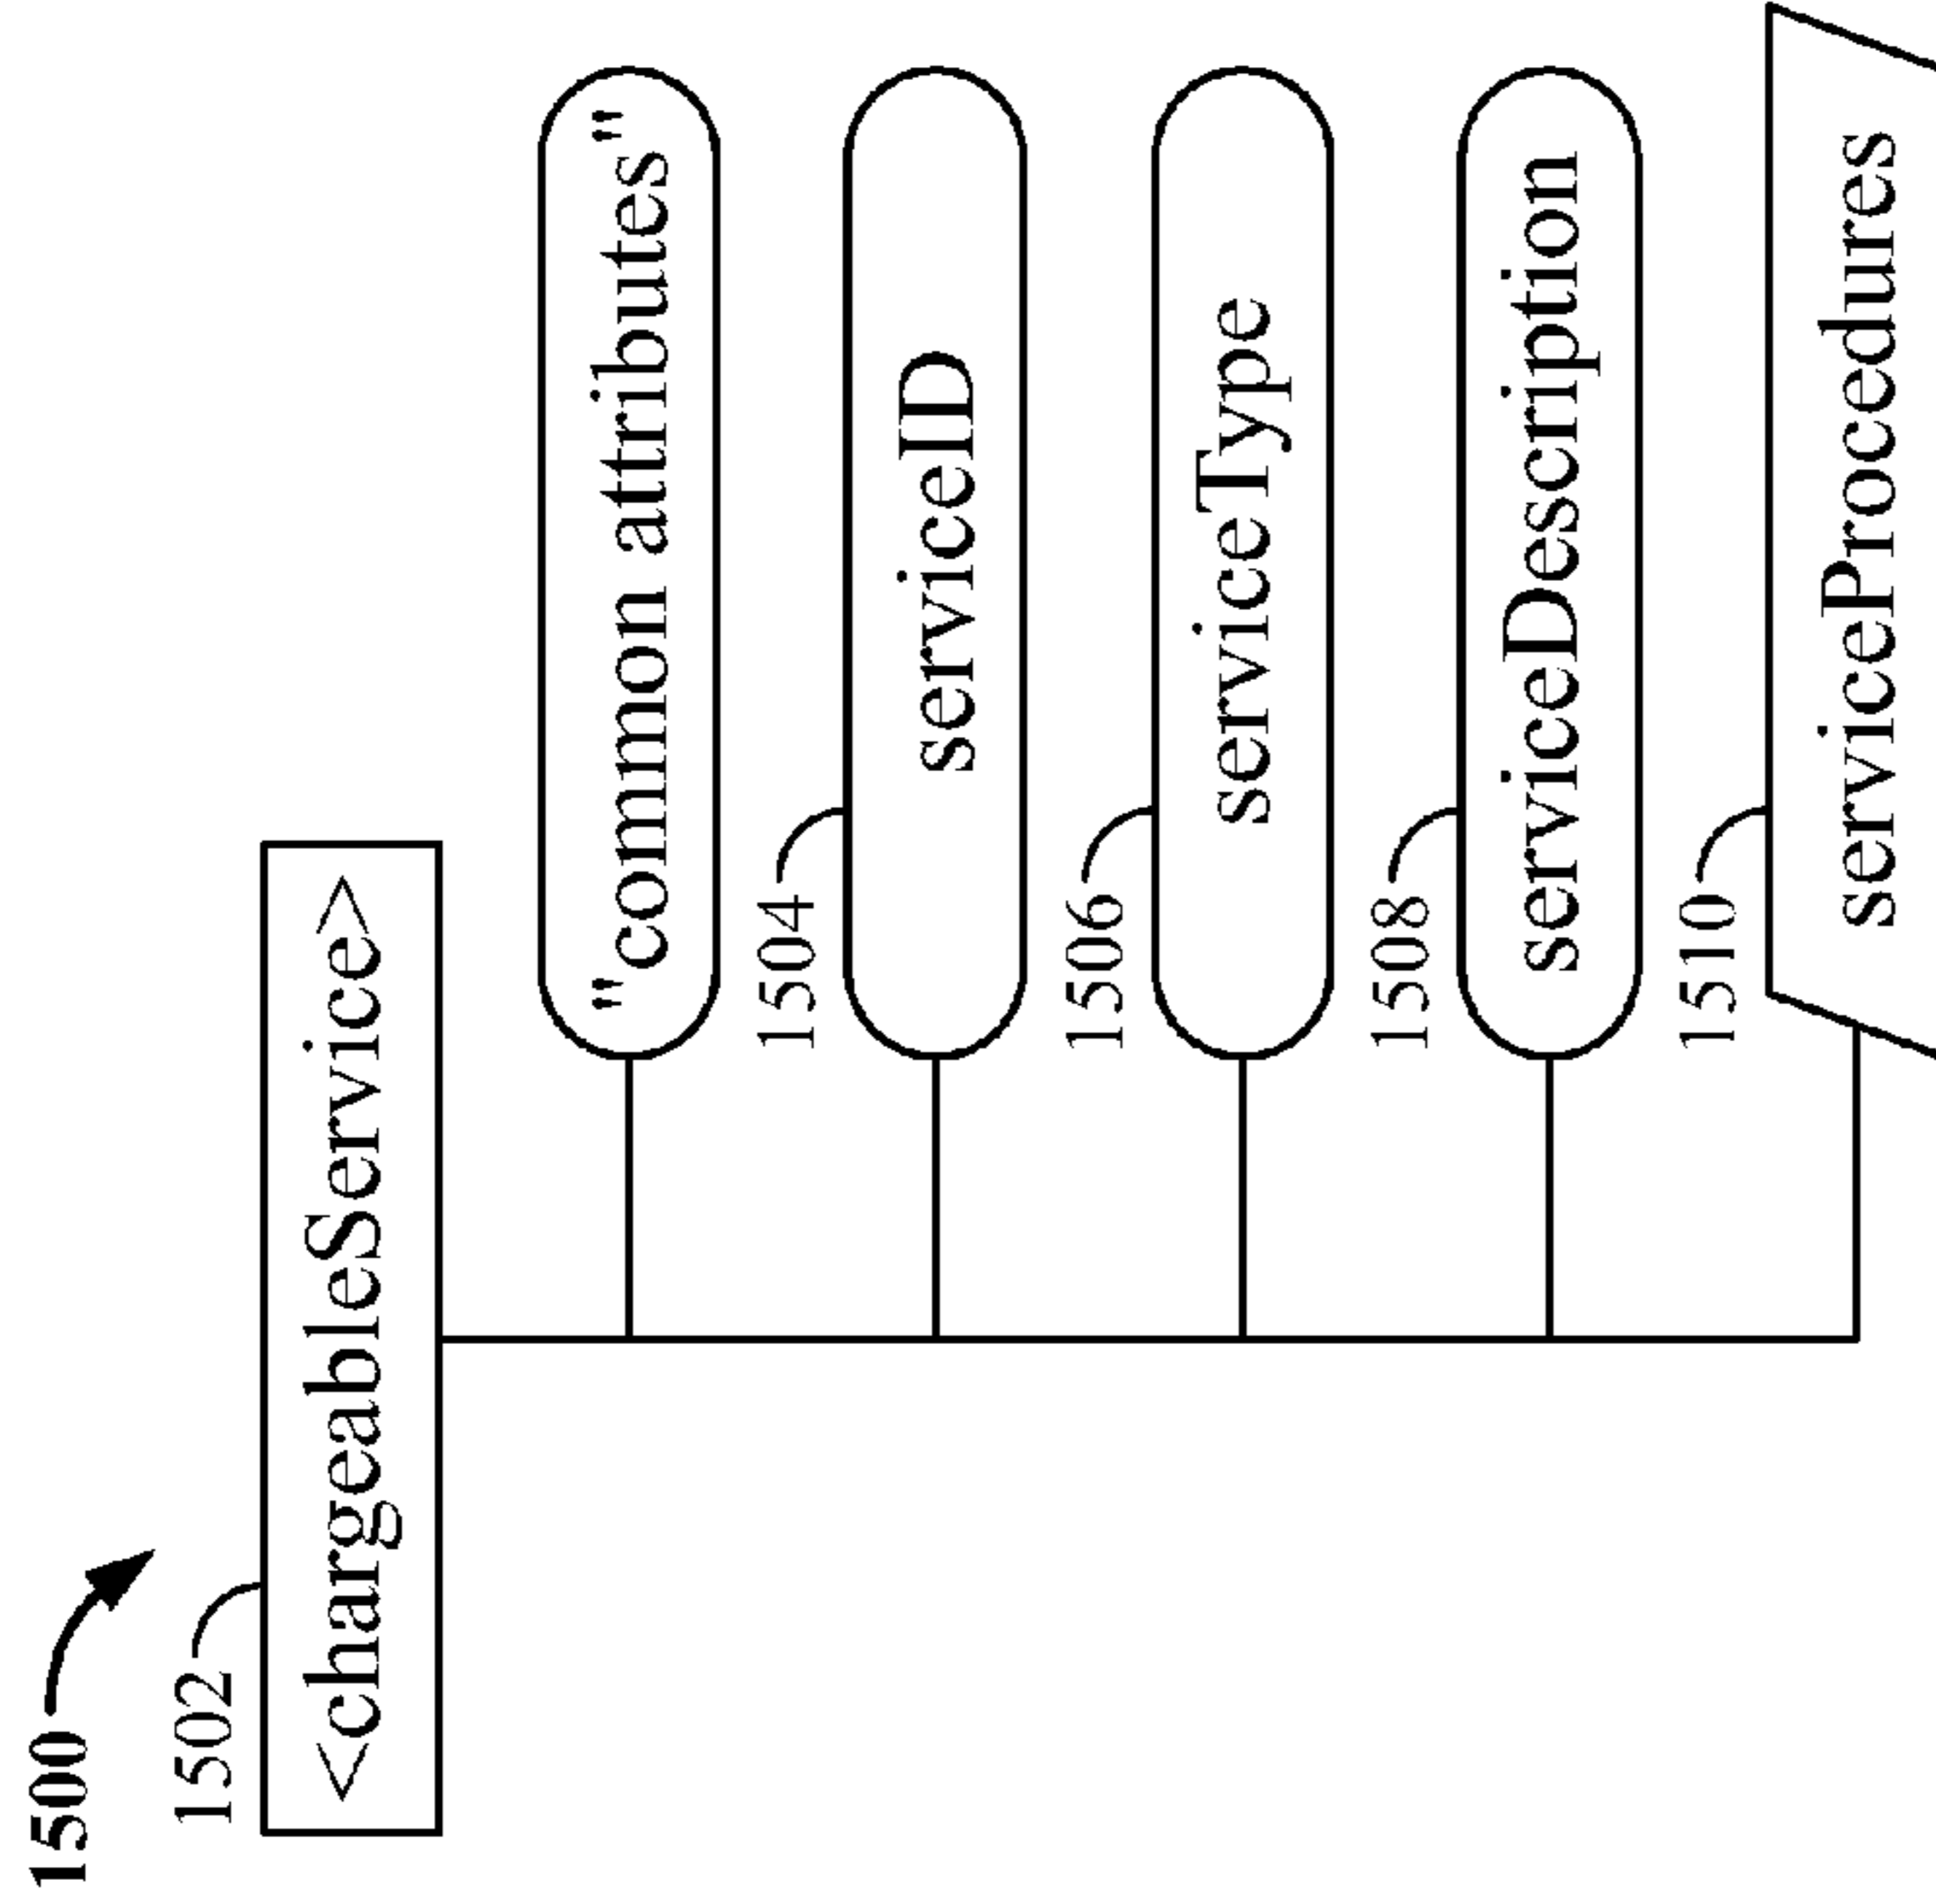 1500
1502
<chargeableService>
"common attributes"
1504
serviceID
1506
serviceType
1508
serviceDescription
1510
serviceProcedures